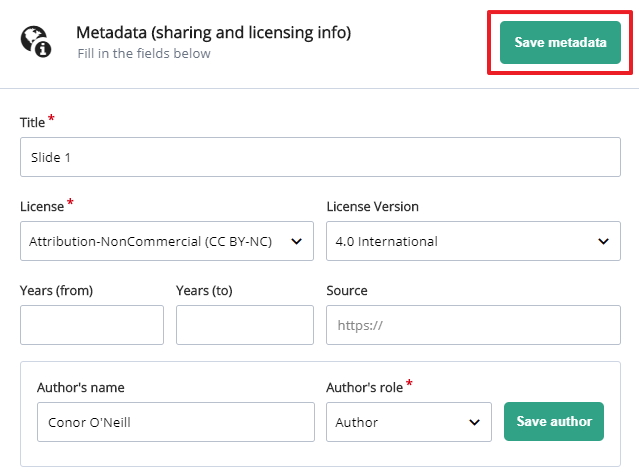 Metadata (sharing and licensing info)
Fill in the fields below
Save metadata
Title *
Slide 1
License * License Version
Attribution-NonCommercial (CC BY-NC) 4.0 International
Years (from) Years (to) Source
https://
Author's name Author's role *
Conor O'Neill Author Save author